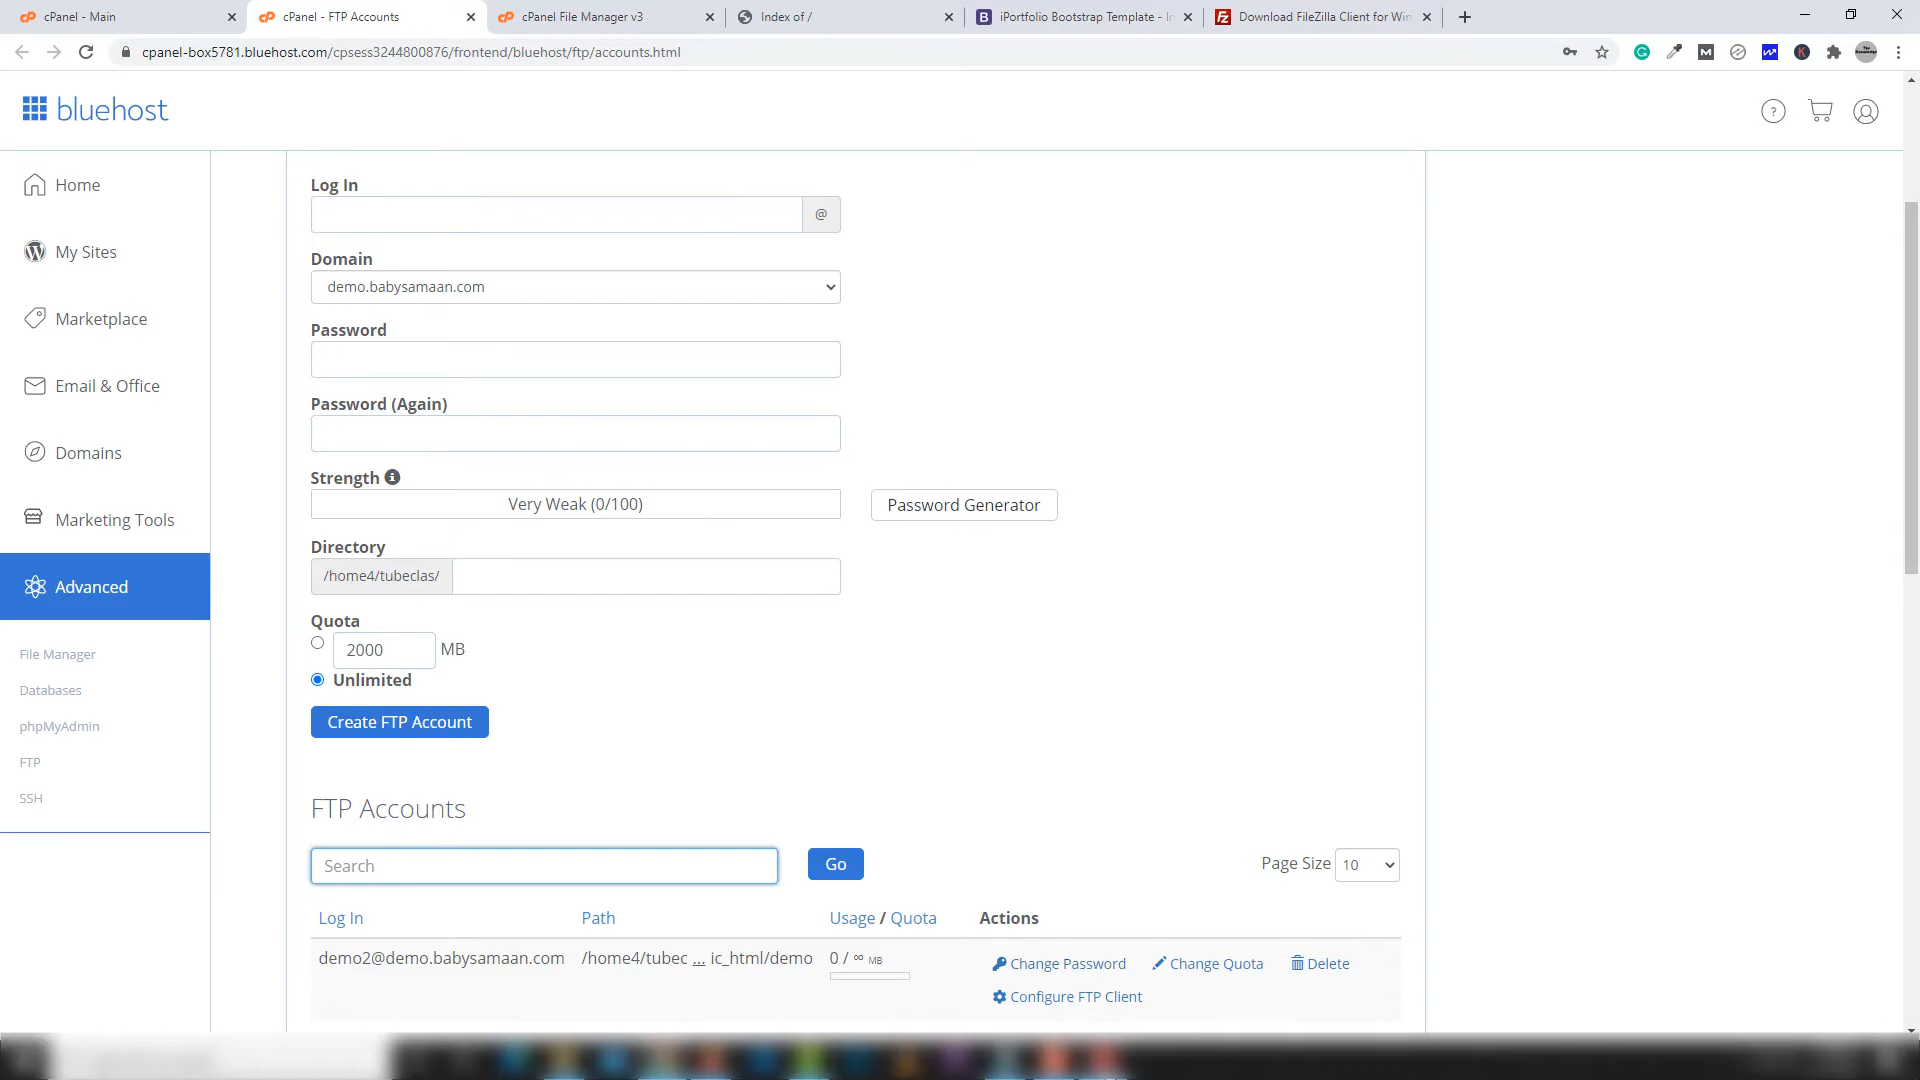 cPanel - Main
cPanel - FTP Accounts
cPanel File Manager v3
Index of /
iPortfolio Bootstrap Template - In
Download FileZilla Client for Win
cpanel-box5781.bluehost.com/cpsess3244800876/frontend/bluehost/ftp/accounts.html
bluehost
Home
My Sites
Marketplace
Email & Office
Domains
Marketing Tools
Advanced
File Manager
Databases
phpMyAdmin
FTP
SSH
Log In
@
Domain
demo.babysamaan.com
Password
Password (Again)
Strength
Very Weak (0/100)
Password Generator
Directory
/home4/tubeclas/
Quota
2000 MB
Unlimited
Create FTP Account
FTP Accounts
Search
Go
Page Size 10
Log In Path Usage / Quota Actions
demo2@demo.babysamaan.com /home4/tubec ... ic_html/demo 0 / ∞ MB
Change Password Change Quota Delete
Configure FTP Client